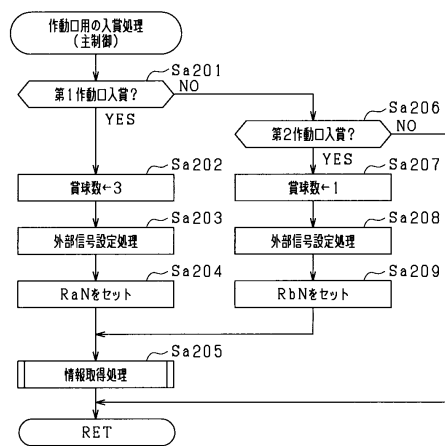 作動口用の入賞処理
(主制御)
Sa201
第1作動口入賞?
NO
YES
Sa206
第2作動口入賞?
NO
YES
Sa202
賞球数←3
Sa207
賞球数←1
Sa203
外部信号設定処理
Sa208
外部信号設定処理
Sa204
RaNをセット
Sa209
RbNをセット
Sa205
情報取得処理
RET